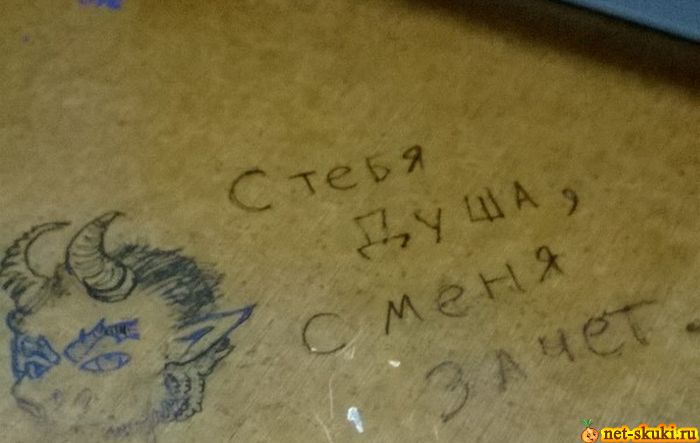 С тебя
душа,
с меня
зачет.
net-skuki.ru